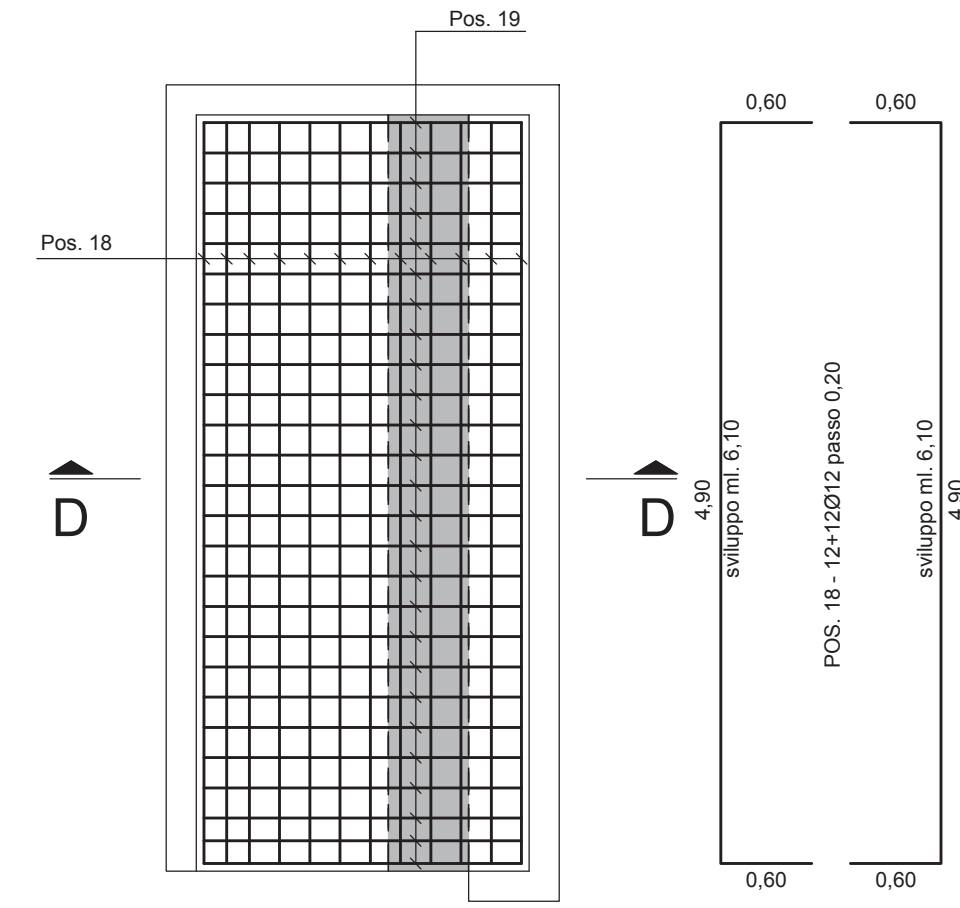 Pos. 19
0,60
0,60
Pos. 18
D
D
4,90
sviluppo ml. 6,10
POS. 18 - 12+12Ø12 passo 0,20
sviluppo ml. 6,10
4,90
0,60
0,60